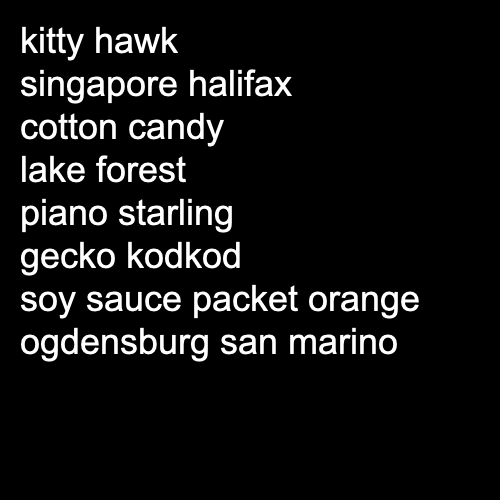 kitty hawk
singapore halifax
cotton candy
lake forest
piano starling
gecko kodkod
soy sauce packet orange
ogdensburg san marino